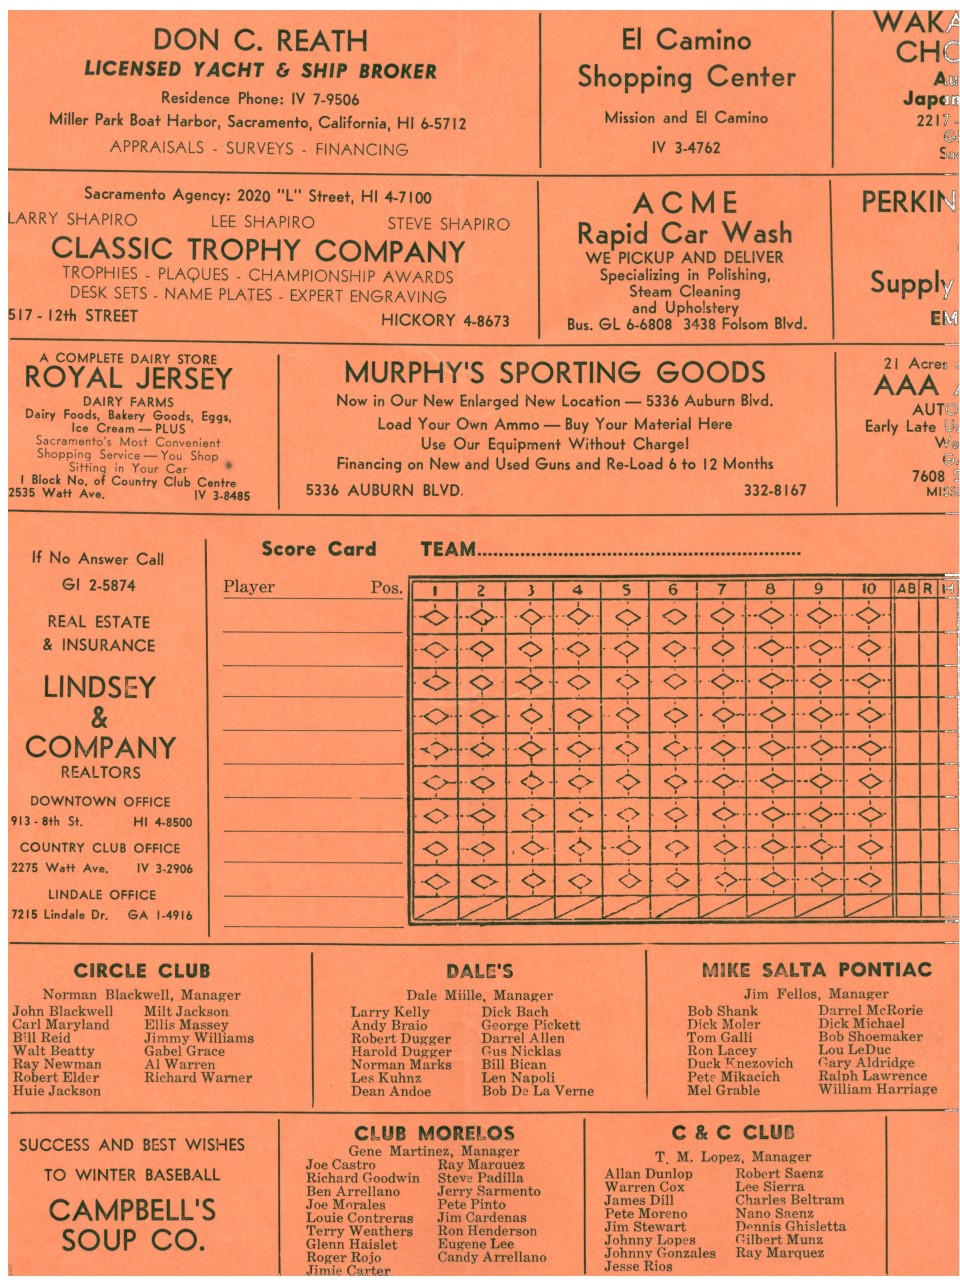 DON C. REATH
LICENSED YACHT & SHIP BROKER
Residence Phone: IV 7-9506
Miller Park Boat Harbor, Sacramento, California, HI 6-5712
APPRAISALS - SURVEYS - FINANCING
El Camino
Shopping Center
Mission and El Camino
IV 3-4762
WAKA
CHO
Au
Japan
2217 -
Sac
Sacramento Agency: 2020 "L" Street, HI 4-7100
LARRY SHAPIRO LEE SHAPIRO STEVE SHAPIRO
CLASSIC TROPHY COMPANY
TROPHIES - PLAQUES - CHAMPIONSHIP AWARDS
DESK SETS - NAME PLATES - EXPERT ENGRAVING
517 - 12th STREET HICKORY 4-8673
ACME
Rapid Car Wash
WE PICKUP AND DELIVER
Specializing in Polishing,
Steam Cleaning
and Upholstery
Bus. GL 6-6808 3438 Folsom Blvd.
PERKIN
Supply
EM
A COMPLETE DAIRY STORE
ROYAL JERSEY
DAIRY FARMS
Dairy Foods, Bakery Goods, Eggs,
Ice Cream — PLUS
Sacramento's Most Convenient
Shopping Service — You Shop
Sitting in Your Car
1 Block No. of Country Club Centre
2535 Watt Ave. IV 3-8485
MURPHY'S SPORTING GOODS
Now in Our New Enlarged New Location — 5336 Auburn Blvd.
Load Your Own Ammo — Buy Your Material Here
Use Our Equipment Without Charge!
Financing on New and Used Guns and Re-Load 6 to 12 Months
5336 AUBURN BLVD. 332-8167
21 Acres
AAA
AUTO
Early Late
We
7608
MISS
If No Answer Call
GI 2-5874
REAL ESTATE
& INSURANCE
LINDSEY
&
COMPANY
REALTORS
DOWNTOWN OFFICE
913 - 8th St. HI 4-8500
COUNTRY CLUB OFFICE
2275 Watt Ave. IV 3-2906
LINDALE OFFICE
7215 Lindale Dr. GA 1-4916
Score Card TEAM
Player Pos. 1 2 3 4 5 6 7 8 9 10 AB R H
CIRCLE CLUB
Norman Blackwell, Manager
John Blackwell Milt Jackson
Carl Maryland Ellis Massey
Bill Reid Jimmy Williams
Walt Beatty Gabel Grace
Ray Newman Al Warren
Robert Elder Richard Warner
Huie Jackson
DALE'S
Dale Miille, Manager
Larry Kelly Dick Bach
Andy Braio George Pickett
Robert Dugger Darrel Allen
Harold Dugger Gus Nicklas
Norman Marks Bill Bican
Les Kuhnz Len Napoli
Dean Andoe Bob De La Verne
MIKE SALTA PONTIAC
Jim Fellos, Manager
Bob Shank Darrel McRorie
Dick Moler Dick Michael
Tom Galli Bob Shoemaker
Ron Lacey Lou LeDuc
Duck Knezovich Gary Aldridge
Pete Mikacich Ralph Lawrence
Mel Grable William Harriage
SUCCESS AND BEST WISHES
TO WINTER BASEBALL
CAMPBELL'S
SOUP CO.
CLUB MORELOS
Gene Martinez, Manager
Joe Castro Ray Marquez
Richard Goodwin Steve Padilla
Ben Arrellano Jerry Sarmento
Joe Morales Pete Pinto
Louie Contreras Jim Cardenas
Terry Weathers Ron Henderson
Glenn Haislet Eugene Lee
Roger Rojo Candy Arrellano
Jimie Carter
C & C CLUB
T. M. Lopez, Manager
Allan Dunlop Robert Saenz
Warren Cox Lee Sierra
James Dill Charles Beltram
Pete Moreno Nano Saenz
Jim Stewart Dennis Ghisletta
Johnny Lopes Gilbert Munz
Johnny Gonzales Ray Marquez
Jesse Rios